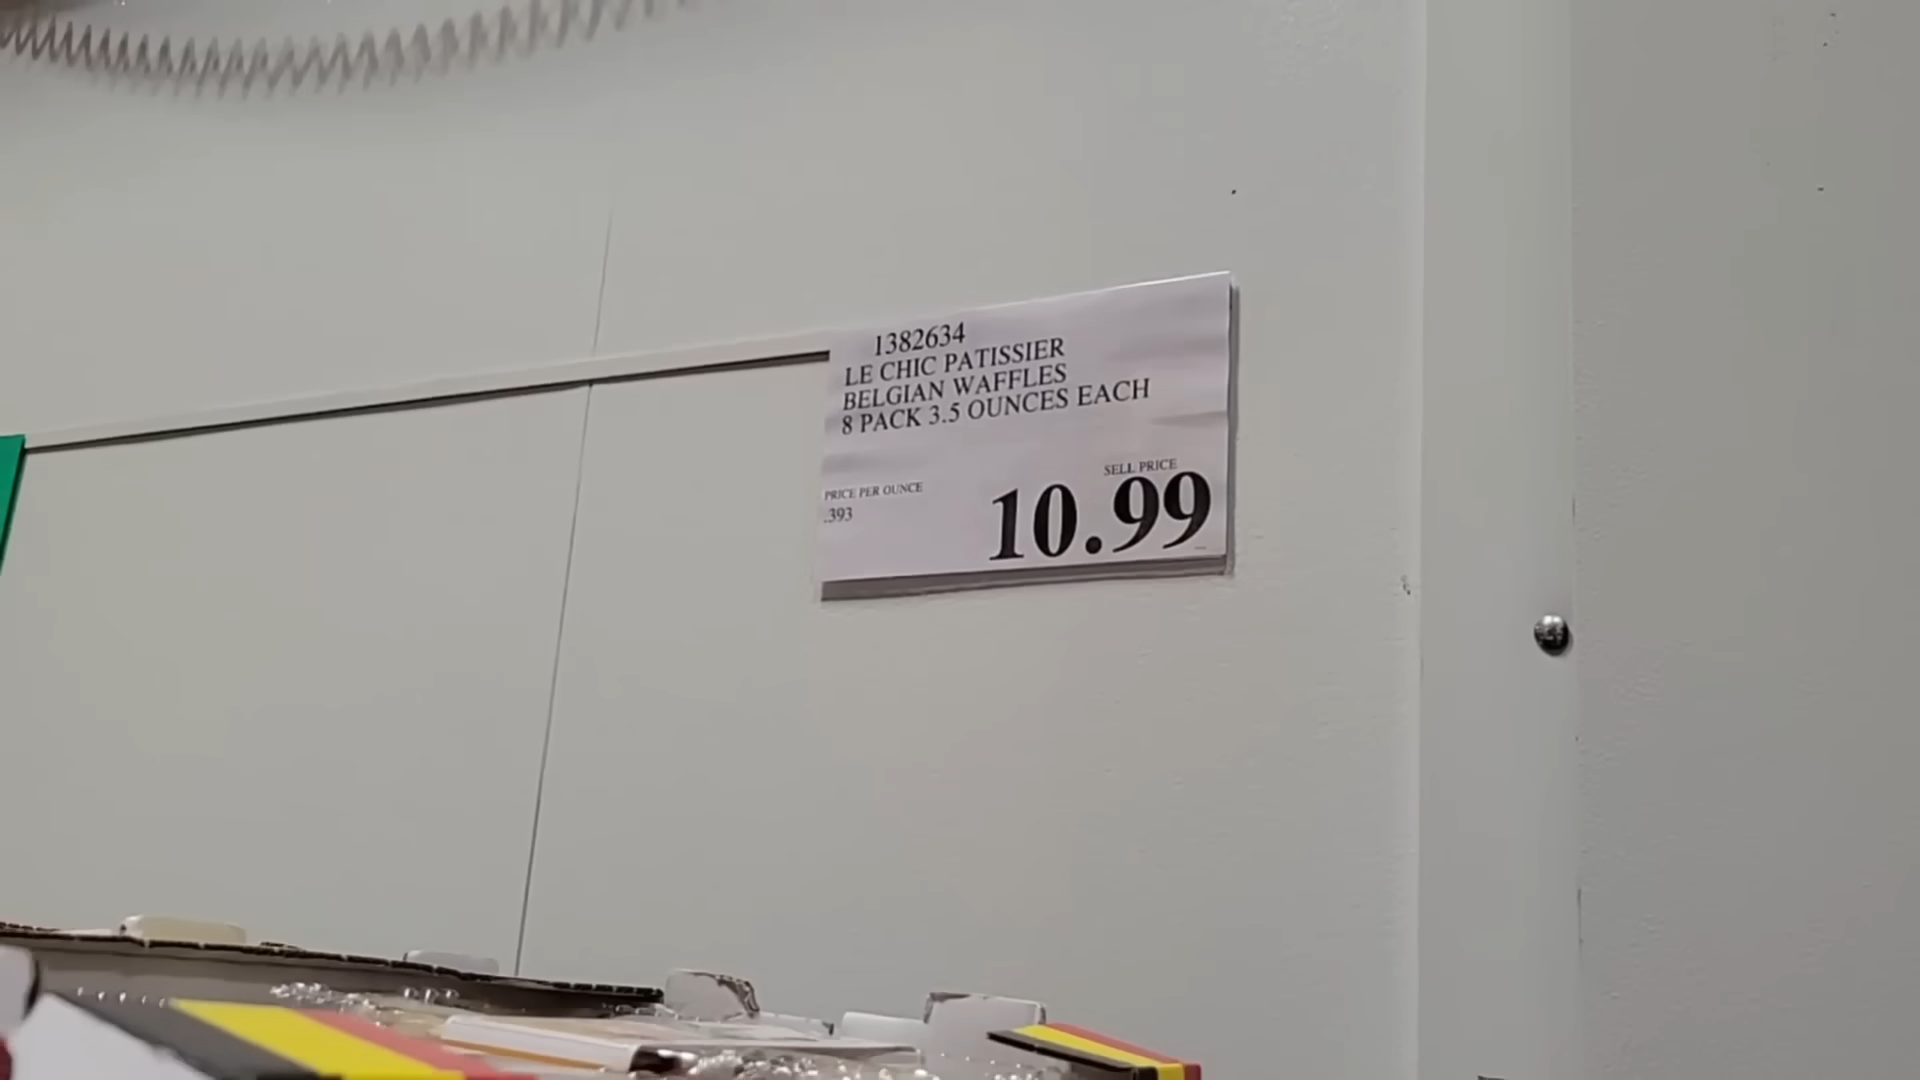 1382634
LE CHIC PATISSIER
BELGIAN WAFFLES
8 PACK 3.5 OUNCES EACH
SELL PRICE
PRICE PER OUNCE
.393
10.99